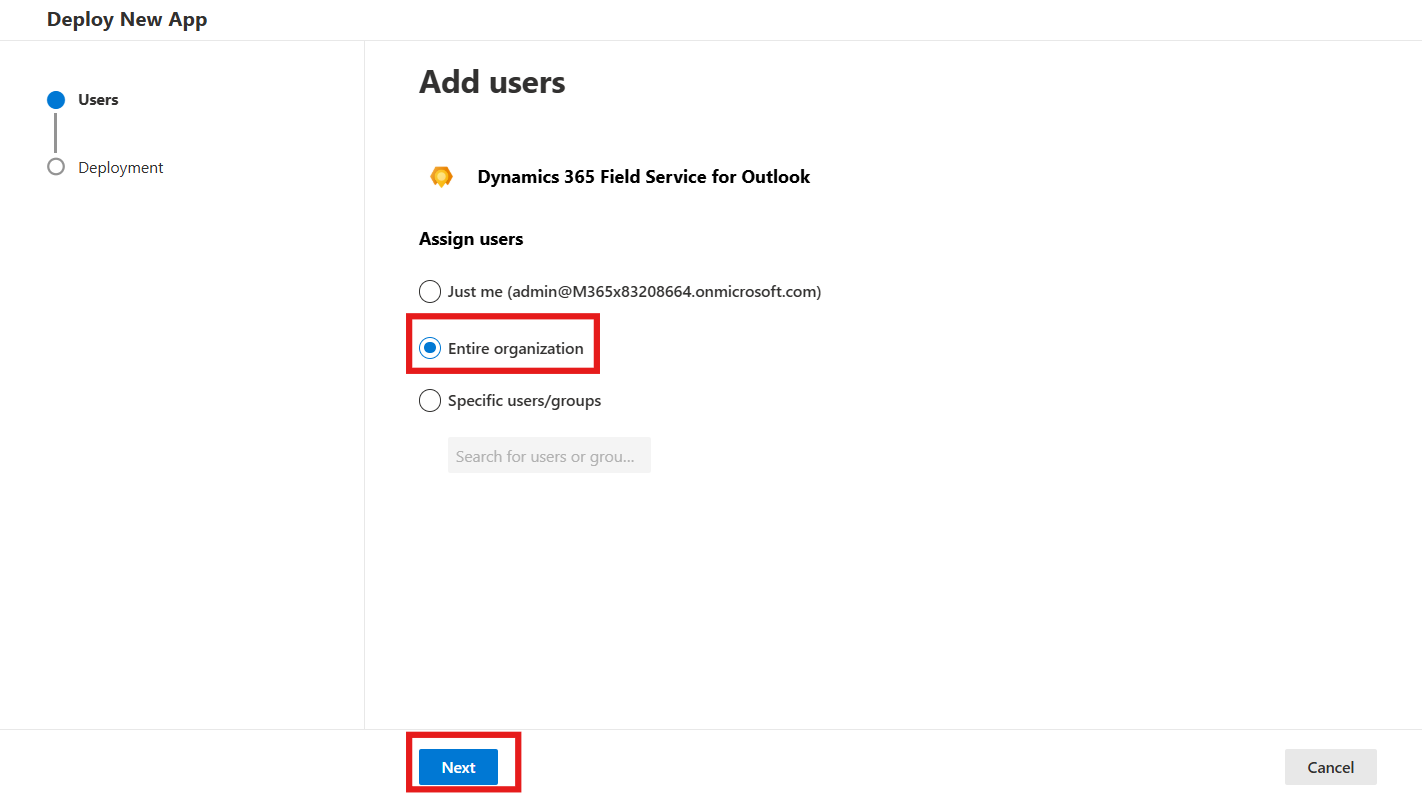 Deploy New App
Users
Deployment
Add users
Dynamics 365 Field Service for Outlook
Assign users
Just me (admin@M365x83208664.onmicrosoft.com)
Entire organization
Specific users/groups
Search for users or grou...
Next
Cancel